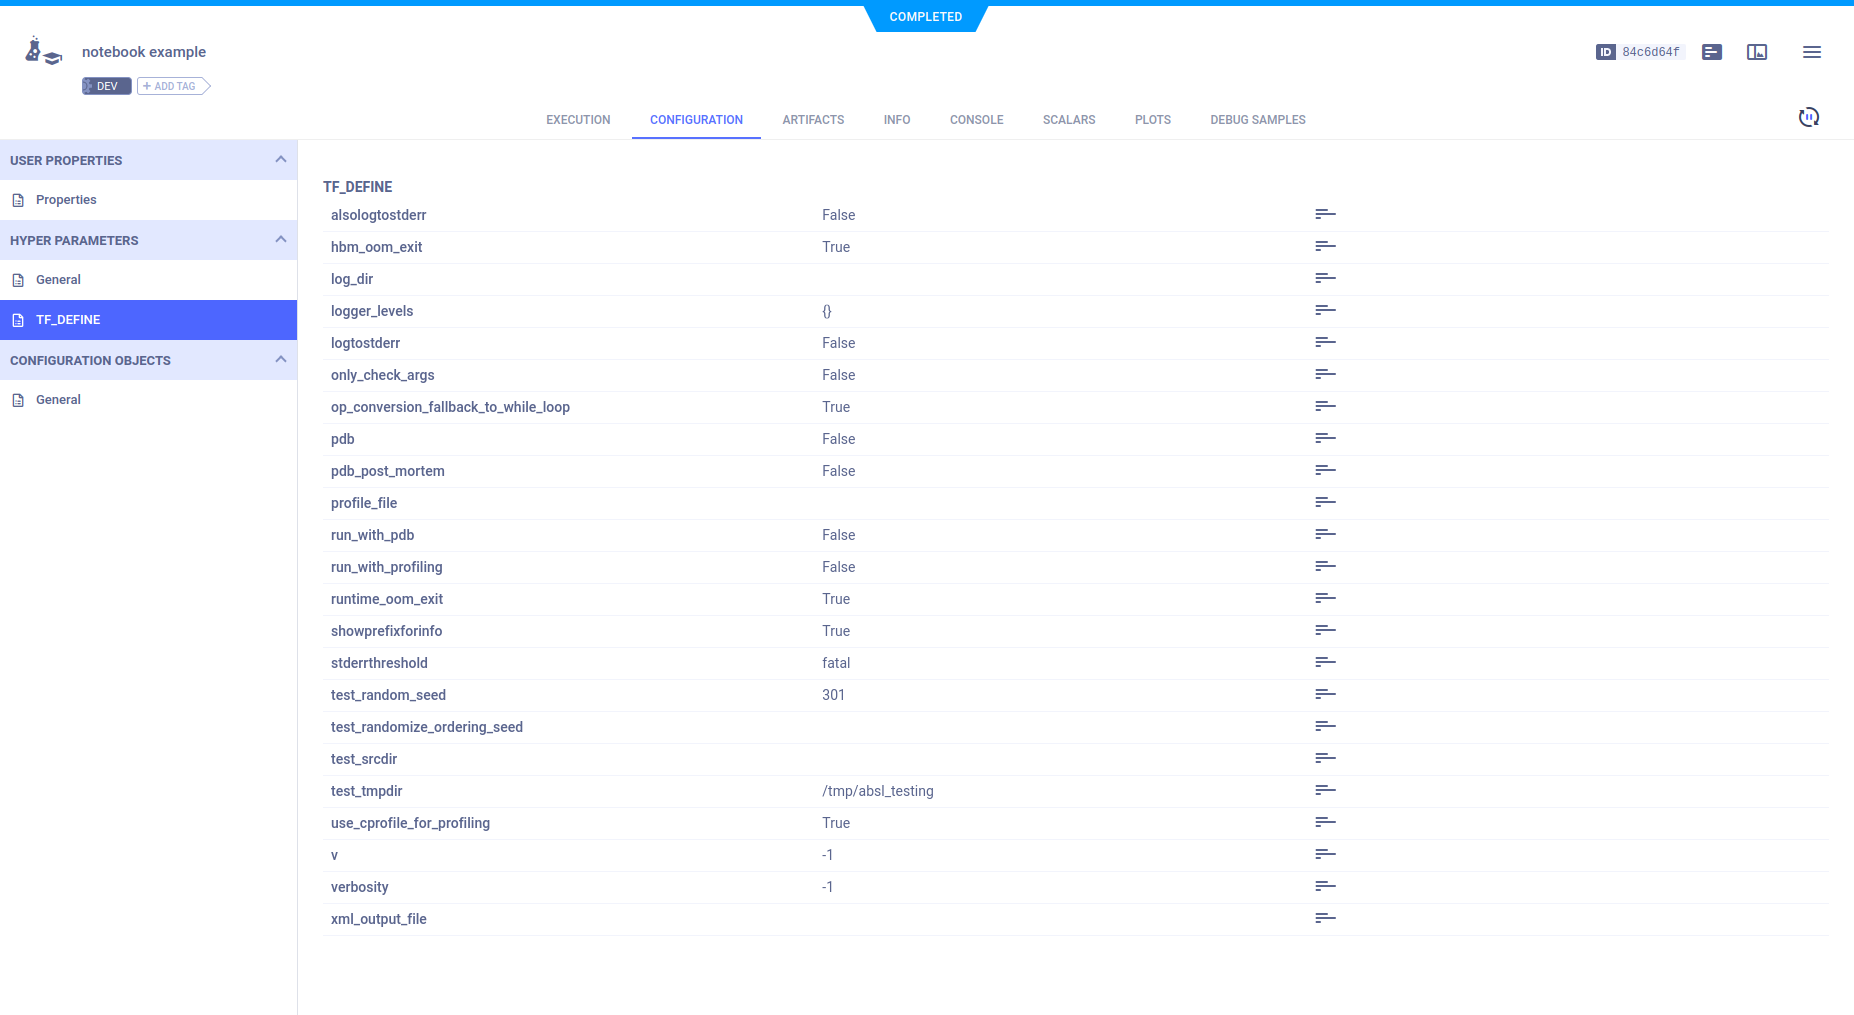 COMPLETED
notebook example
ID 84c6d64f
DEV + ADD TAG
EXECUTION CONFIGURATION ARTIFACTS INFO CONSOLE SCALARS PLOTS DEBUG SAMPLES
USER PROPERTIES
Properties
HYPER PARAMETERS
General
TF_DEFINE
CONFIGURATION OBJECTS
General
TF_DEFINE
alsologtostderr False
hbm_oom_exit True
log_dir
logger_levels {}
logtostderr False
only_check_args False
op_conversion_fallback_to_while_loop True
pdb False
pdb_post_mortem False
profile_file
run_with_pdb False
run_with_profiling False
runtime_oom_exit True
showprefixforinfo True
stderrthreshold fatal
test_random_seed 301
test_randomize_ordering_seed
test_srcdir
test_tmpdir /tmp/absl_testing
use_cprofile_for_profiling True
v -1
verbosity -1
xml_output_file